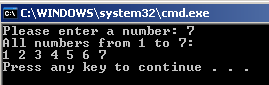 C:\WINDOWS\system32\cmd.exe
Please enter a number: 7
All numbers from 1 to 7:
1 2 3 4 5 6 7
Press any key to continue . . .